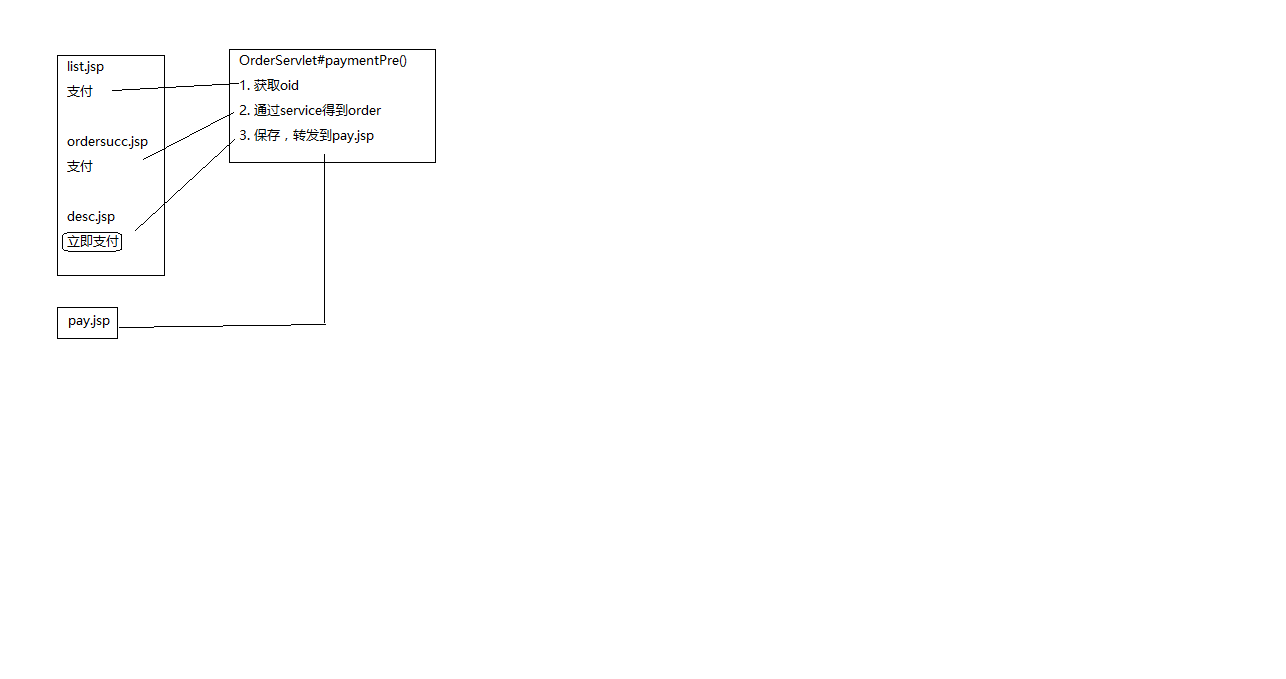 list.jsp
支付
ordersucc.jsp
支付
desc.jsp
立即支付
OrderServlet#paymentPre()
1. 获取oid
2. 通过service得到order
3. 保存，转发到pay.jsp
pay.jsp